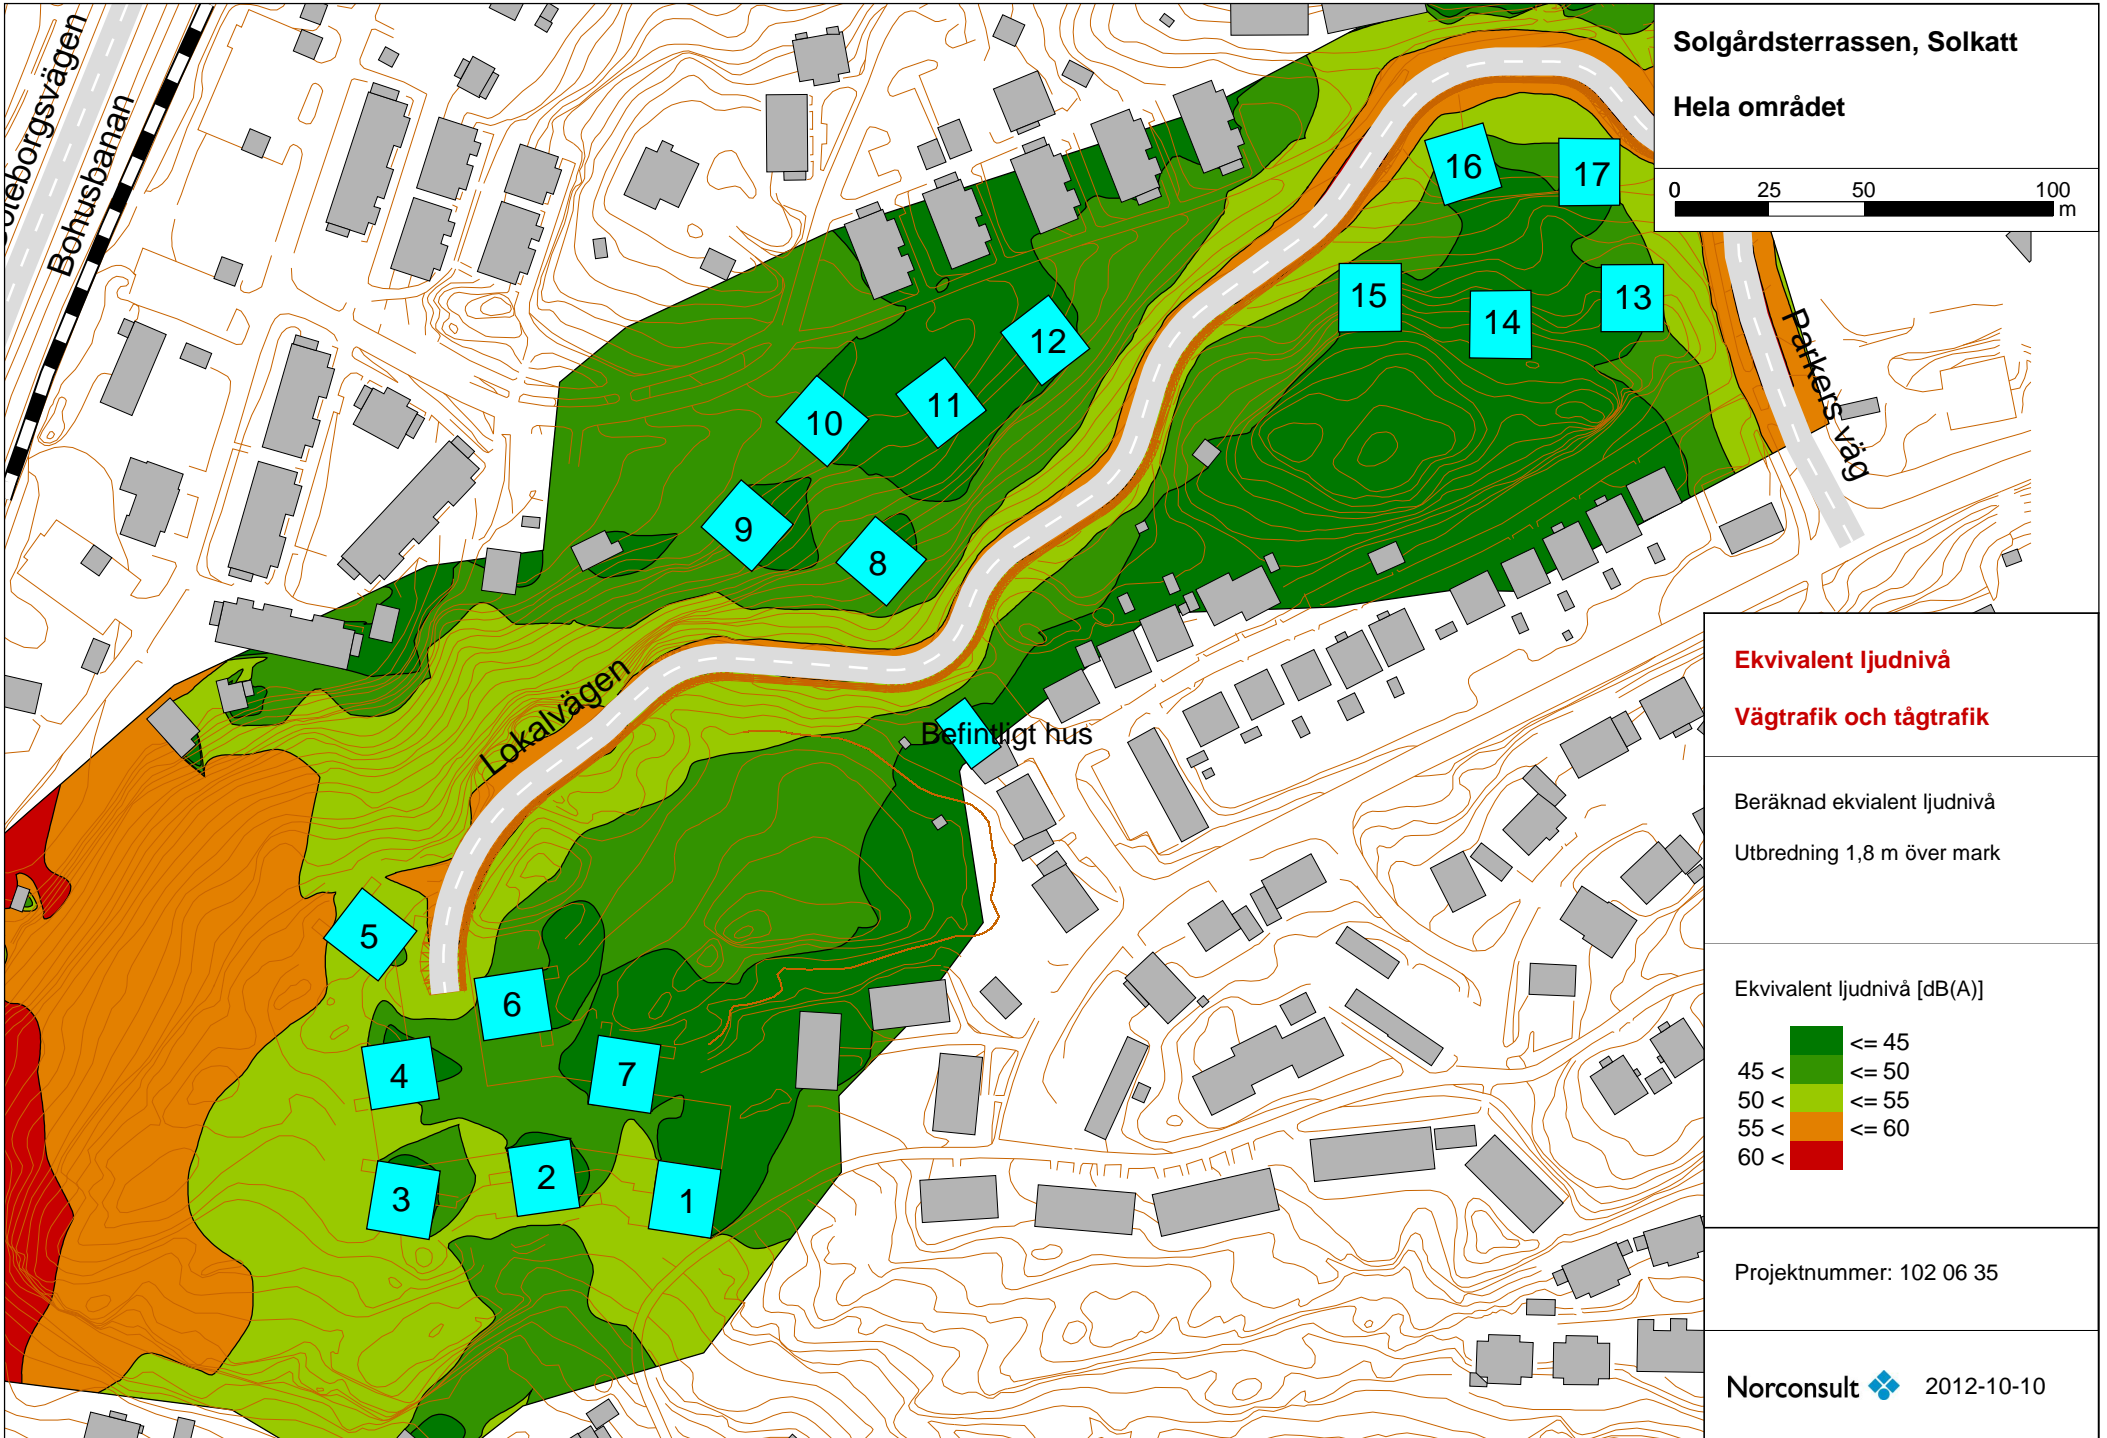 Solgårdsterrassen, Solkatt
Hela området
0 25 50 100
m
Bohusbanan
Parkers väg
Lokalvägen
Befintligt hus
16
17
15
14
13
12
11
10
9
8
5
6
4
7
3
2
1
Ekvivalent ljudnivå
Vägtrafik och tågtrafik
Beräknad ekvialent ljudnivå
Utbredning 1,8 m över mark
Ekvivalent ljudnivå [dB(A)]
<= 45
45 < <= 50
50 < <= 55
55 < <= 60
60 <
Projektnummer: 102 06 35
Norconsult 2012-10-10